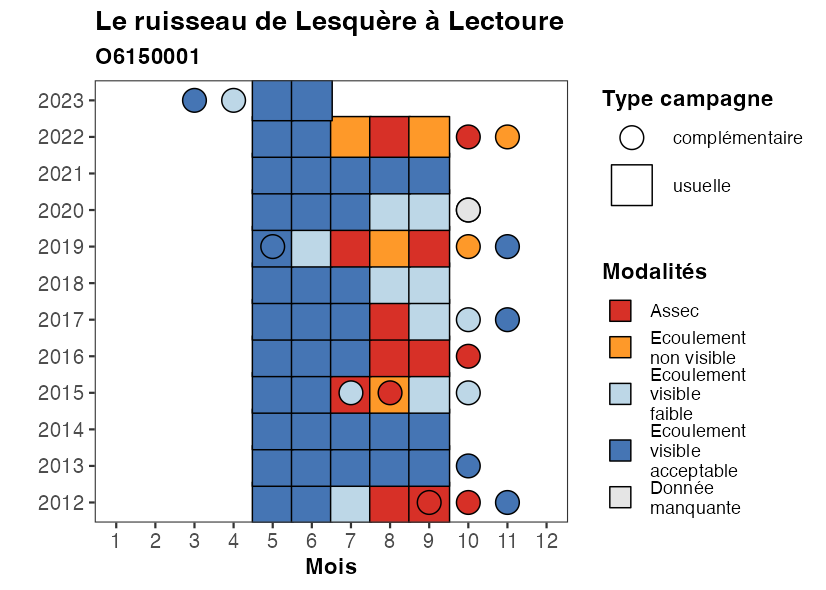 Le ruisseau de Lesquère à Lectoure
O6150001
2023
2022
2021
2020
2019
2018
2017
2016
2015
2014
2013
2012
1 2 3 4 5 6 7 8 9 10 11 12
Mois
Type campagne
complémentaire
usuelle
Modalités
Assec
Ecoulement
non visible
Ecoulement
visible
faible
Ecoulement
visible
acceptable
Donnée
manquante